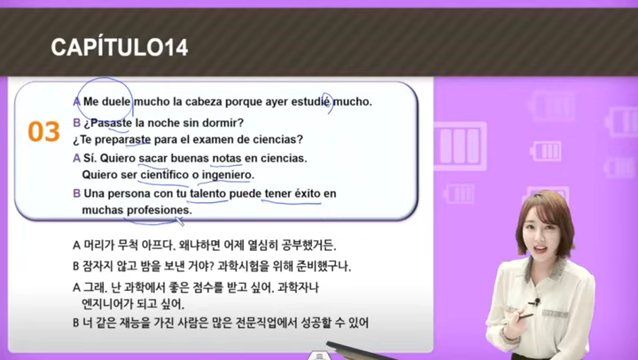 CAPÍTULO14
03
A Me duele mucho la cabeza porque ayer estudié mucho.
B ¿Pasaste la noche sin dormir?
¿Te preparaste para el examen de ciencias?
A Sí. Quiero sacar buenas notas en ciencias.
Quiero ser científico o ingeniero.
B Una persona con tu talento puede tener éxito en
muchas profesiones.
A 머리가 무척 아프다. 왜냐하면 어제 열심히 공부했거든.
B 잠자지 않고 밤을 보낸 거야? 과학시험을 위해 준비했구나.
A 그래. 난 과학에서 좋은 점수를 받고 싶어. 과학자나
엔지니어가 되고 싶어.
B 너 같은 재능을 가진 사람은 많은 전문직업에서 성공할 수 있어